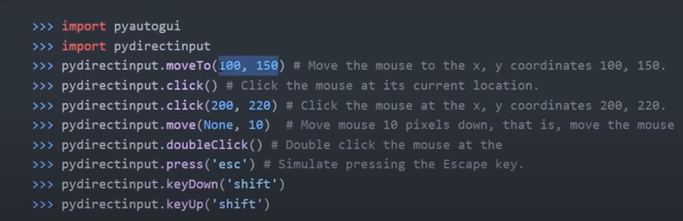 >>> import pyautogui
>>> import pydirectinput
>>> pydirectinput.moveTo(100, 150) # Move the mouse to the x, y coordinates 100, 150.
>>> pydirectinput.click() # Click the mouse at its current location.
>>> pydirectinput.click(200, 220) # Click the mouse at the x, y coordinates 200, 220.
>>> pydirectinput.move(None, 10)  # Move mouse 10 pixels down, that is, move the mouse
>>> pydirectinput.doubleClick() # Double click the mouse at the
>>> pydirectinput.press('esc') # Simulate pressing the Escape key.
>>> pydirectinput.keyDown('shift')
>>> pydirectinput.keyUp('shift')